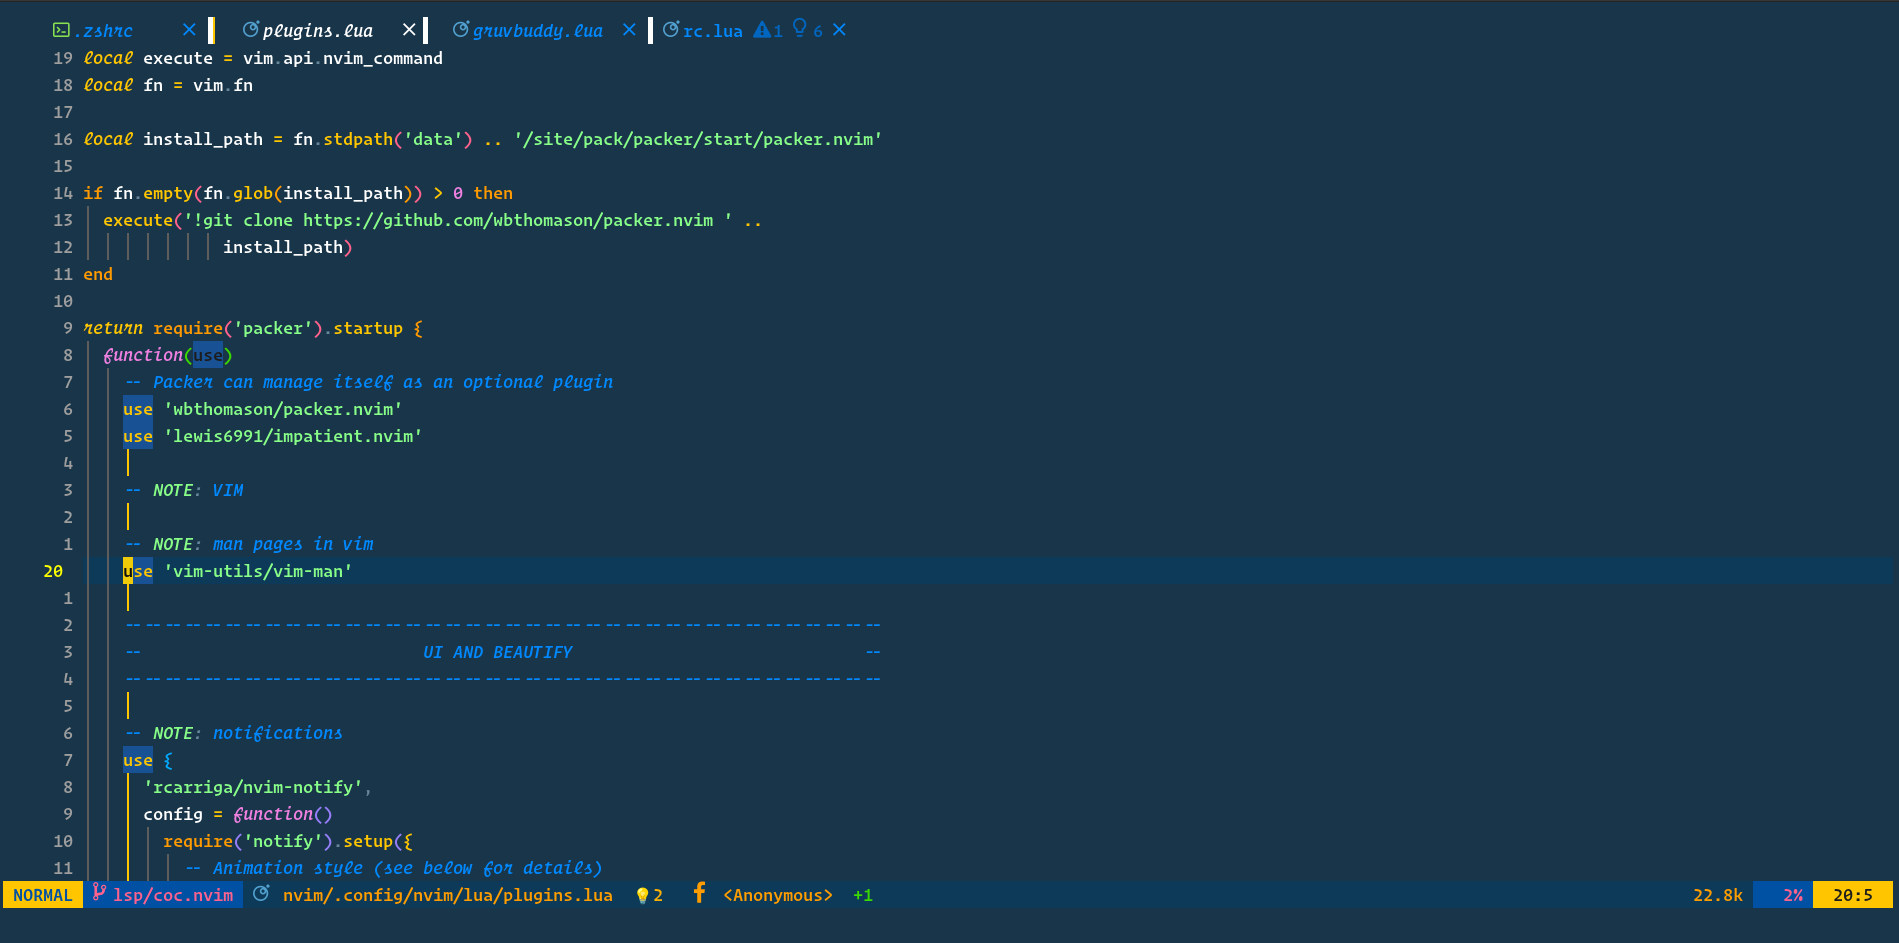 .zshrc plugins.lua gruvbuddy.lua rc.lua 1 6
19 local execute = vim.api.nvim_command
18 local fn = vim.fn
17
16 local install_path = fn.stdpath('data') .. '/site/pack/packer/start/packer.nvim'
15
14 if fn.empty(fn.glob(install_path)) > 0 then
13 execute('!git clone https://github.com/wbthomason/packer.nvim ' ..
12 install_path)
11 end
10
9 return require('packer').startup {
8 function(use)
7 -- Packer can manage itself as an optional plugin
6 use 'wbthomason/packer.nvim'
5 use 'lewis6991/impatient.nvim'
4
3 -- NOTE: VIM
2
1 -- NOTE: man pages in vim
20 use 'vim-utils/vim-man'
1
2 ----------------------------------------------------------------------------
3 -- UI AND BEAUTIFY --
4 ----------------------------------------------------------------------------
5
6 -- NOTE: notifications
7 use {
8 'rcarriga/nvim-notify',
9 config = function()
10 require('notify').setup({
11 -- Animation style (see below for details)
NORMAL lsp/coc.nvim nvim/.config/nvim/lua/plugins.lua 2 <Anonymous> +1 22.8k 2% 20:5